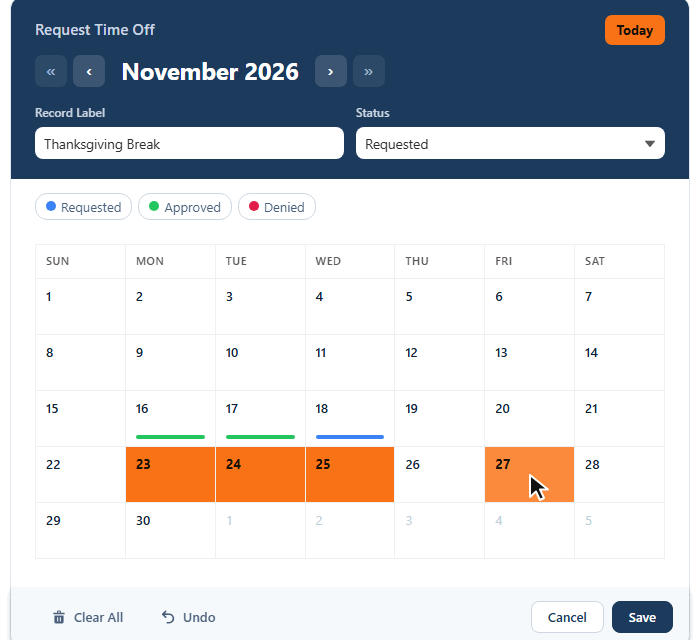 Request Time Off
Today
« ‹ November 2026 › »
Record Label Status
Thanksgiving Break Requested
Requested Approved Denied
SUN MON TUE WED THU FRI SAT
1 2 3 4 5 6 7
8 9 10 11 12 13 14
15 16 17 18 19 20 21
22 23 24 25 26 27 28
29 30 1 2 3 4 5
Clear All Undo Cancel Save